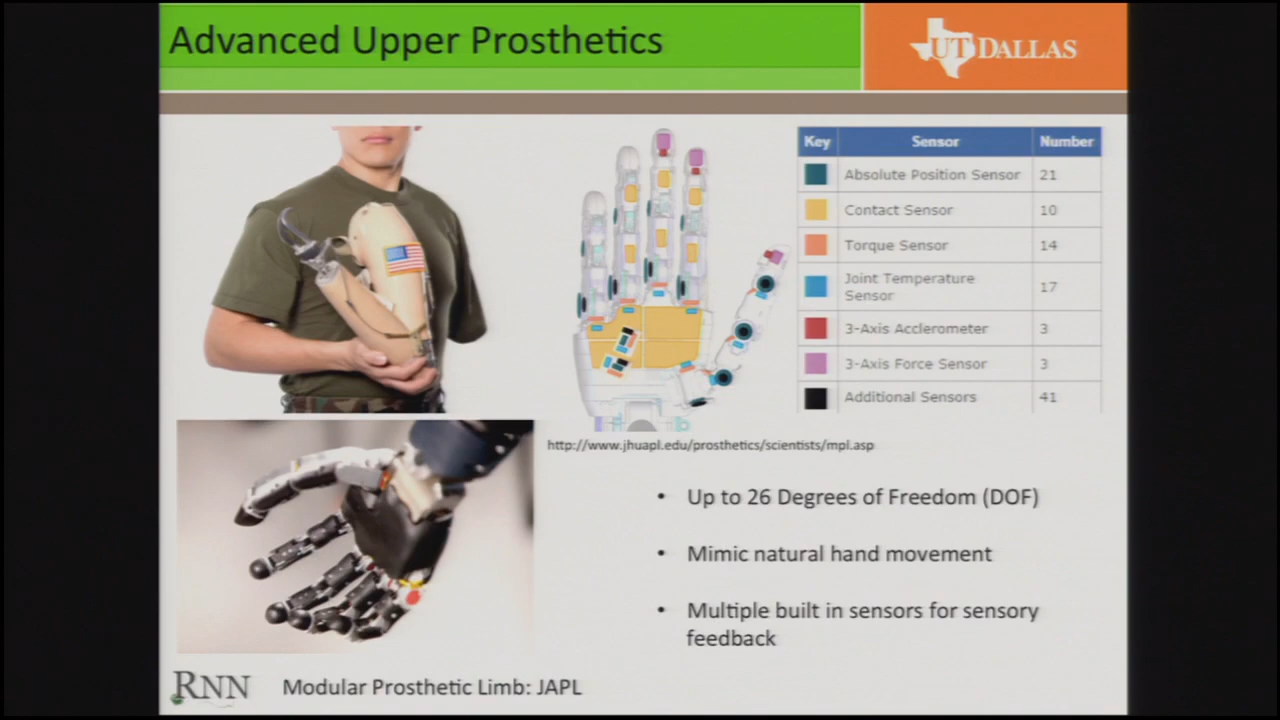 Advanced Upper Prosthetics
UT DALLAS
Key Sensor Number
Absolute Position Sensor 21
Contact Sensor 10
Torque Sensor 14
Joint Temperature
Sensor 17
3-Axis Acclerometer 3
3-Axis Force Sensor 3
Additional Sensors 41
http://www.jhuapl.edu/prosthetics/scientists/mpl.asp
• Up to 26 Degrees of Freedom (DOF)
• Mimic natural hand movement
• Multiple built in sensors for sensory
feedback
RNN
Modular Prosthetic Limb: JAPL